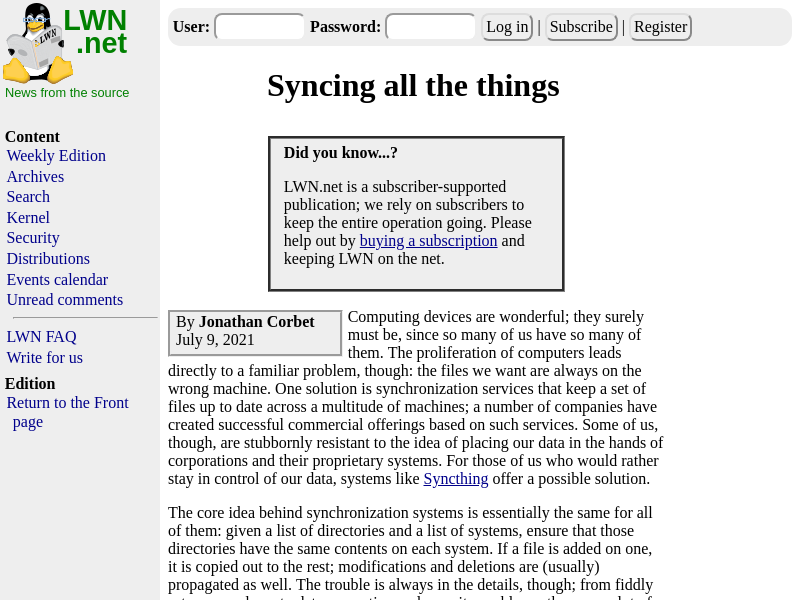 LWN
.net
News from the source
Content
Weekly Edition
Archives
Search
Kernel
Security
Distributions
Events calendar
Unread comments
LWN FAQ
Write for us
Edition
Return to the Front
page
User: Password: Log in | Subscribe | Register
Syncing all the things
Did you know...?
LWN.net is a subscriber-supported
publication; we rely on subscribers to
keep the entire operation going. Please
help out by buying a subscription and
keeping LWN on the net.
By Jonathan Corbet
July 9, 2021
Computing devices are wonderful; they surely
must be, since so many of us have so many of
them. The proliferation of computers leads
directly to a familiar problem, though: the files we want are always on the
wrong machine. One solution is synchronization services that keep a set of
files up to date across a multitude of machines; a number of companies have
created successful commercial offerings based on such services. Some of us,
though, are stubbornly resistant to the idea of placing our data in the hands of
corporations and their proprietary systems. For those of us who would rather
stay in control of our data, systems like Syncthing offer a possible solution.
The core idea behind synchronization systems is essentially the same for all
of them: given a list of directories and a list of systems, ensure that those
directories have the same contents on each system. If a file is added on one,
it is copied out to the rest; modifications and deletions are (usually)
propagated as well. The trouble is always in the details, though; from fiddly